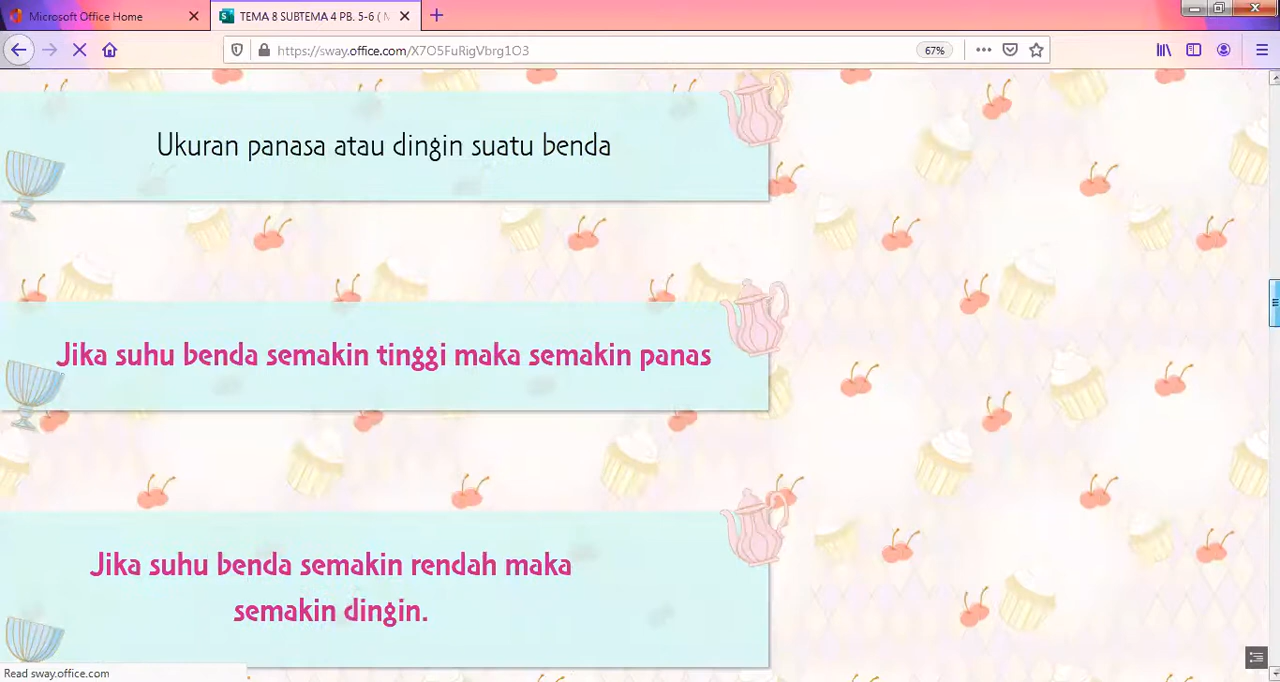 Microsoft Office Home
TEMA 8 SUBTEMA 4 PB. 5-6 (
https://sway.office.com/X7O5FuRigVbrg1O3
67%
Ukuran panasa atau dingin suatu benda
Jika suhu benda semakin tinggi maka semakin panas
Jika suhu benda semakin rendah maka
semakin dingin.
Read sway.office.com